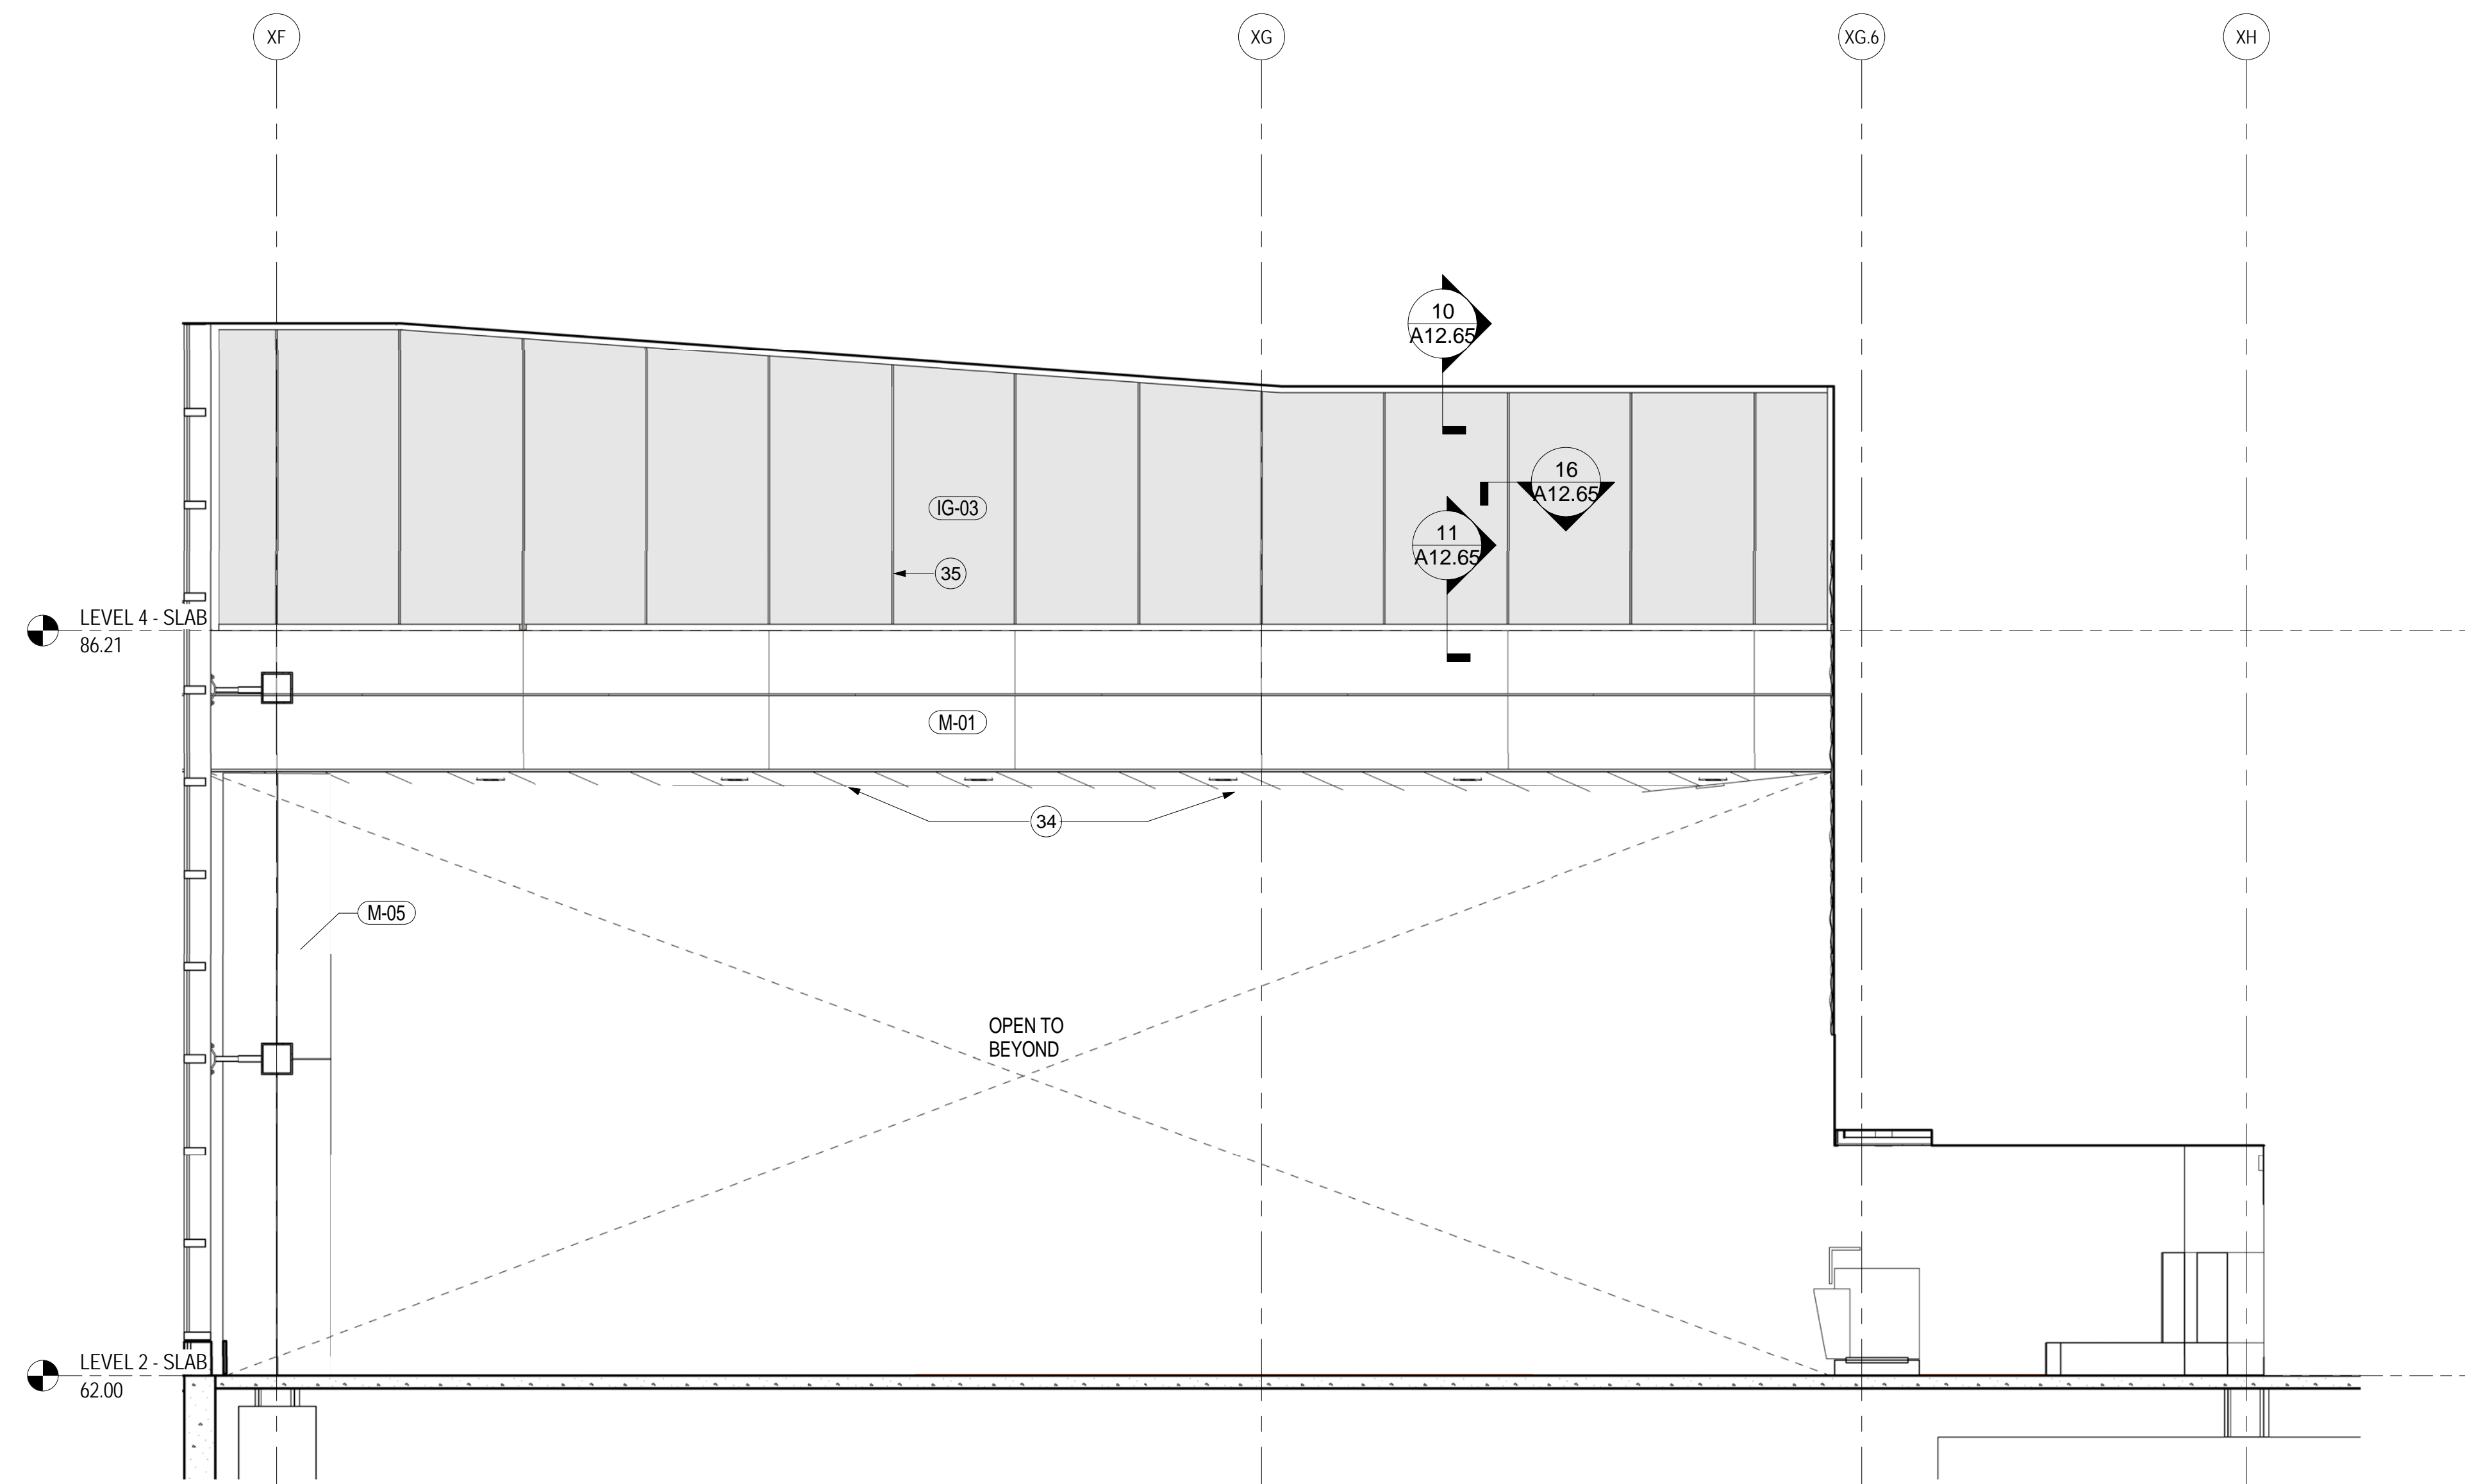 XF
XG
XG.6
XH
10
A12.65
16
A12.65
IG-03
11
A12.65
35
LEVEL 4 - SLAB
86.21
M-01
34
M-05
OPEN TO
BEYOND
LEVEL 2 - SLAB
62.00